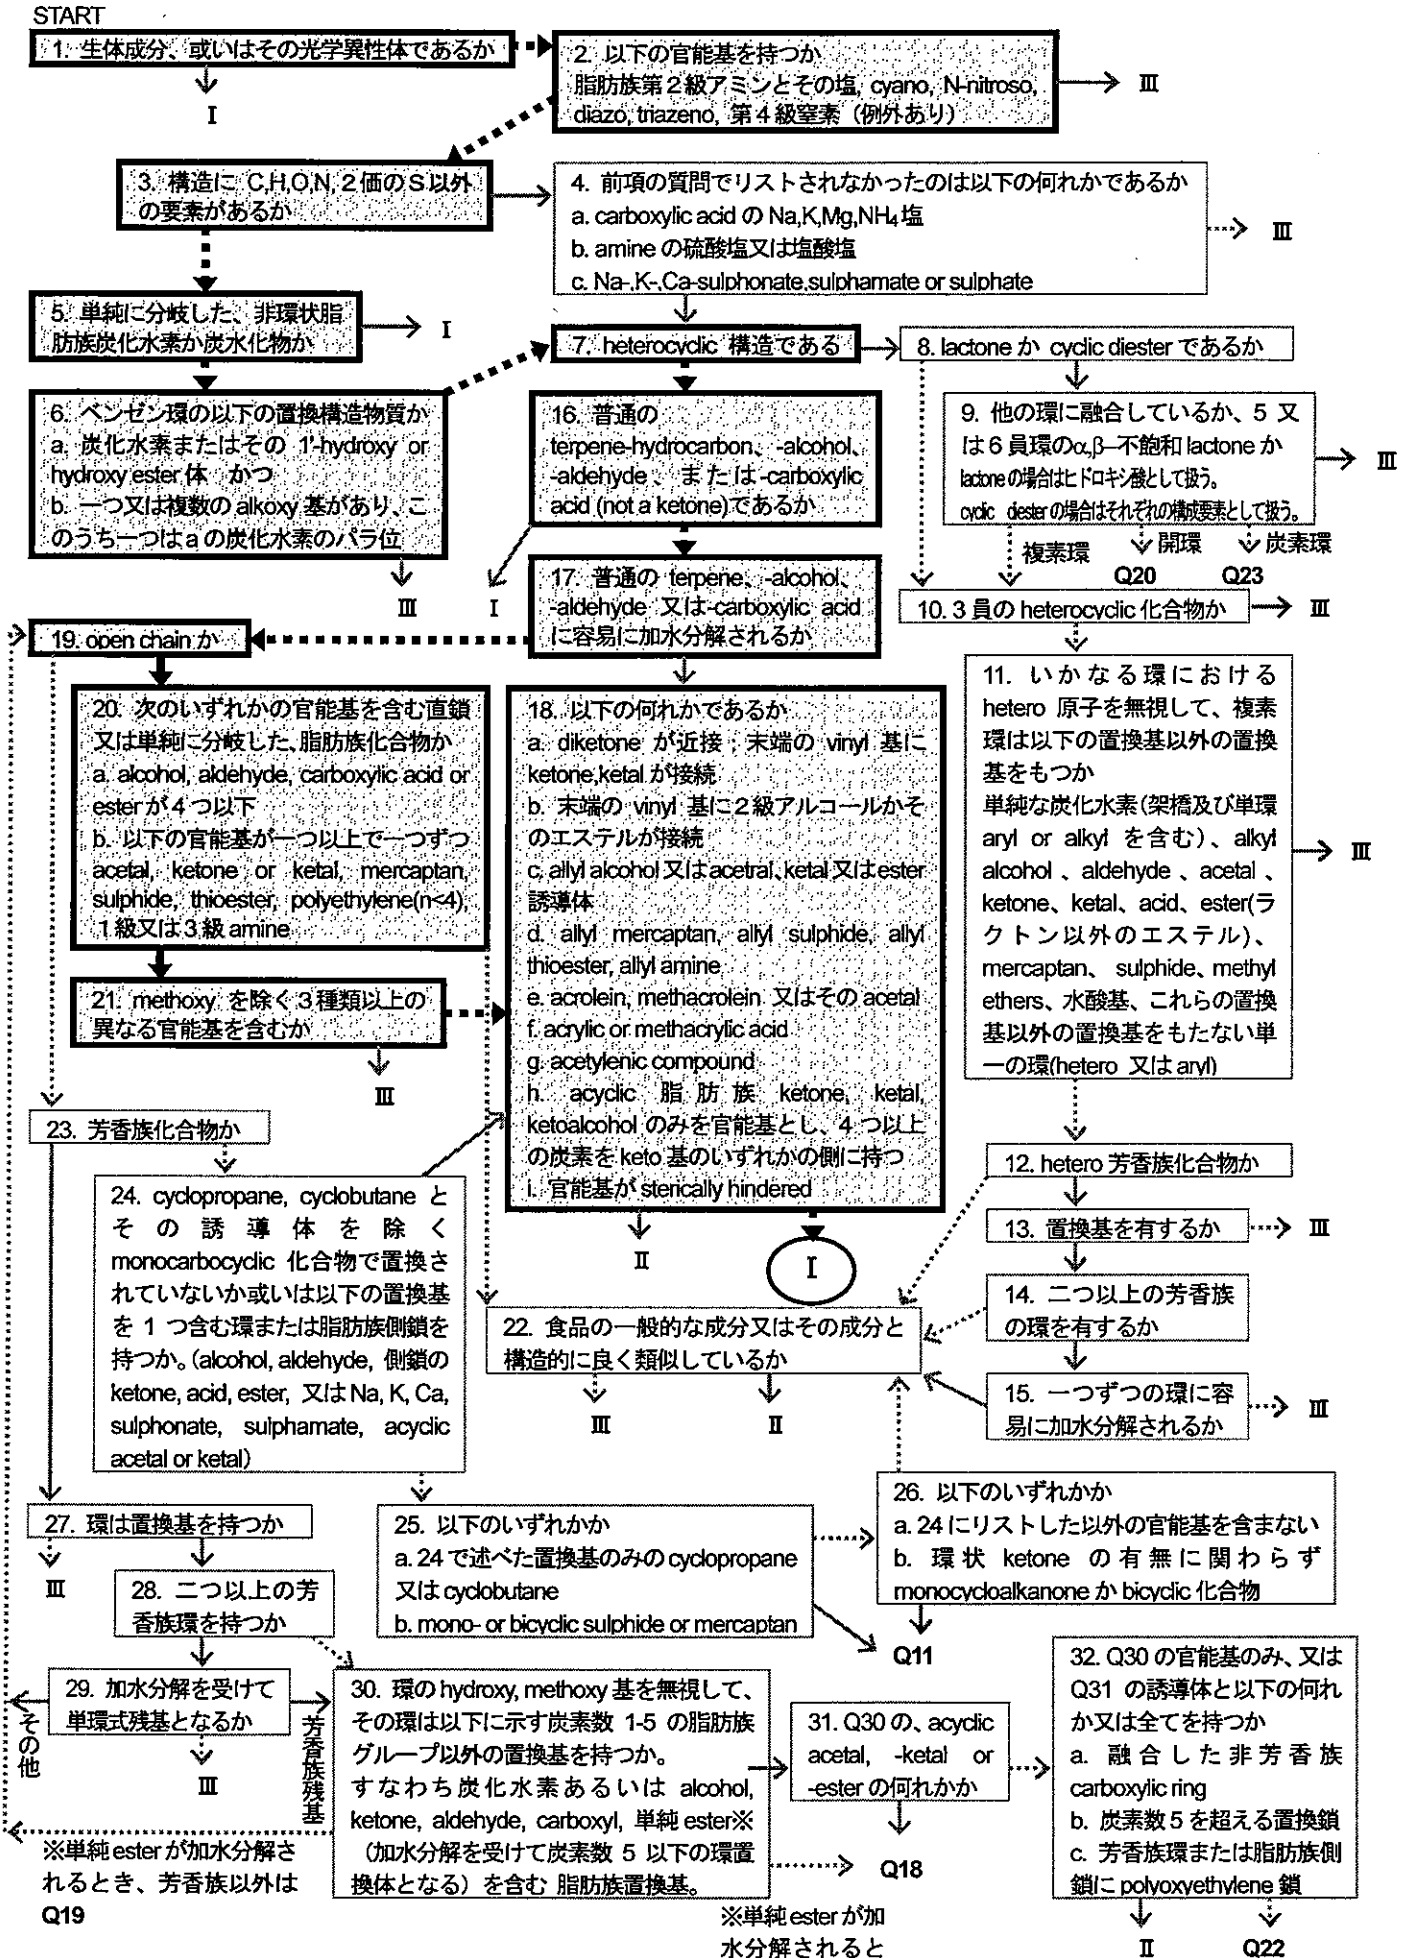 START
1. 生体成分、或いはその光学異性体であるか
I
2. 以下の官能基を持つか
脂肪族第2級アミンとその塩, cyano, N-nitroso,
diazo, triazeno, 第4級窒素（例外あり）
III
3. 構造に C,H,O,N, 2価のS以外
の要素があるか
4. 前項の質問でリストされなかったのは以下の何れかであるか
a. carboxylic acid の Na,K,Mg,NH4 塩
b. amine の硫酸塩又は塩酸塩
c. Na-,K-,Ca-sulphonate,sulphamate or sulphate
III
5. 単純に分岐した、非環状脂
肪族炭化水素か炭水化物か
I
7. heterocyclic 構造である
8. lactone か cyclic diester であるか
6. ベンゼン環の以下の置換構造物質か
a. 炭化水素またはその 1'-hydroxy or
hydroxy ester 体 かつ
b. 一つ又は複数の alkoxy 基があり、こ
のうち一つは a の炭化水素のパラ位
III
16. 普通の
terpene-hydrocarbon、-alcohol、
-aldehyde 、または-carboxylic
acid (not a ketone)であるか
I
9. 他の環に融合しているか、5 又
は 6 員環のα,β–不飽和 lactone か
lactoneの場合はヒドロキシ酸として扱う。
cyclic diesterの場合はそれぞれの構成要素として扱う。
III
複素環
開環
炭素環
Q20
Q23
10. 3 員の heterocyclic 化合物か
III
17. 普通の terpene、-alcohol、
-aldehyde 又は-carboxylic acid
に容易に加水分解されるか
19. open chain か
20. 次のいずれかの官能基を含む直鎖
又は単純に分岐した、脂肪族化合物か
a. alcohol, aldehyde, carboxylic acid or
ester が 4 つ以下
b. 以下の官能基が一つ以上で一つずつ
acetal, ketone or ketal, mercaptan,
sulphide, thioester, polyethylene(n<4),
1 級又は 3 級 amine
21. methoxy を除く 3 種類以上の
異なる官能基を含むか
III
18. 以下の何れかであるか
a. diketone が近接；末端の vinyl 基に
ketone,ketal が接続
b. 末端の vinyl 基に 2 級アルコールかそ
のエステルが接続
c. allyl alcohol 又は acetral, ketal 又は ester
誘導体
d. allyl mercaptan, allyl sulphide, allyl
thioester, allyl amine
e. acrolein, methacrolein 又はその acetal
f. acrylic or methacrylic acid
g. acetylenic compound
h. acyclic 脂肪族 ketone, ketal,
ketoalcohol のみを官能基とし、4 つ以上
の炭素を keto 基のいずれかの側に持つ
i. 官能基が sterically hindered
II
I
11. いかなる環における
hetero 原子を無視して、複素
環は以下の置換基以外の置換
基をもつか
単純な炭化水素(架橋及び単環
aryl or alkyl を含む)、alkyl
alcohol 、aldehyde 、acetal 、
ketone、ketal、acid、ester(ラ
クトン以外のエステル)、
mercaptan、sulphide、methyl
ethers、水酸基、これらの置換
基以外の置換基をもたない単
一の環(hetero 又は aryl)
III
12. hetero 芳香族化合物か
13. 置換基を有するか
III
14. 二つ以上の芳香族
の環を有するか
15. 一つずつの環に容
易に加水分解されるか
III
23. 芳香族化合物か
24. cyclopropane, cyclobutane と
その誘導体を除く
monocarbocyclic 化合物で置換さ
れていないか或いは以下の置換基
を 1 つ含む環または脂肪族側鎖を
持つか。(alcohol, aldehyde, 側鎖の
ketone, acid, ester, 又は Na, K, Ca,
sulphonate, sulphamate, acyclic
acetal or ketal)
22. 食品の一般的な成分又はその成分と
構造的に良く類似しているか
III
II
27. 環は置換基を持つか
III
28. 二つ以上の芳
香族環を持つか
25. 以下のいずれかか
a. 24 で述べた置換基のみの cyclopropane
又は cyclobutane
b. mono- or bicyclic sulphide or mercaptan
26. 以下のいずれかか
a. 24 にリストした以外の官能基を含まない
b. 環状 ketone の有無に関わらず
monocycloalkanone か bicyclic 化合物
Q11
29. 加水分解を受けて
単環式残基となるか
その他
芳香族残基
III
30. 環の hydroxy, methoxy 基を無視して、
その環は以下に示す炭素数 1-5 の脂肪族
グループ以外の置換基を持つか。
すなわち炭化水素あるいは alcohol,
ketone, aldehyde, carboxyl, 単純 ester※
（加水分解を受けて炭素数 5 以下の環置
換体となる）を含む 脂肪族置換基。
31. Q30 の、acyclic
acetal, -ketal or
-ester の何れかか
Q18
32. Q30 の官能基のみ、又は
Q31 の誘導体と以下の何れ
か又は全てを持つか
a. 融合した非芳香族
carboxylic ring
b. 炭素数 5 を超える置換鎖
c. 芳香族環または脂肪族側
鎖に polyoxyethylene 鎖
II
Q22
※単純 ester が加水分解さ
れるとき、芳香族以外は
Q19
※単純 ester が加
水分解されると